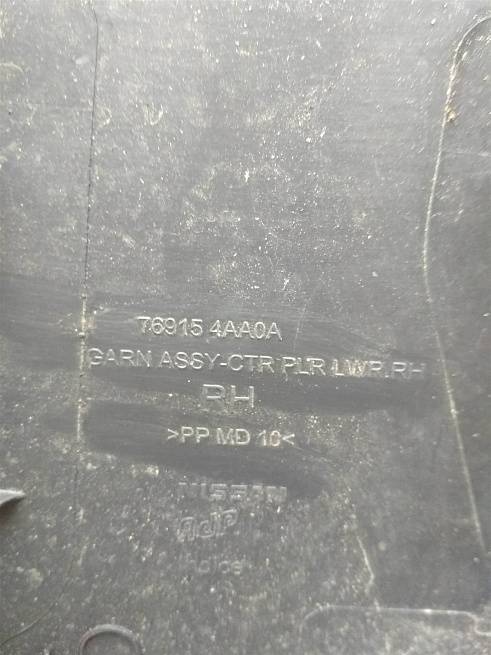 76915 4AA0A
GARN ASSY-CTR PLR LWR.RH
RH
>PP MD 10<
NISSAN